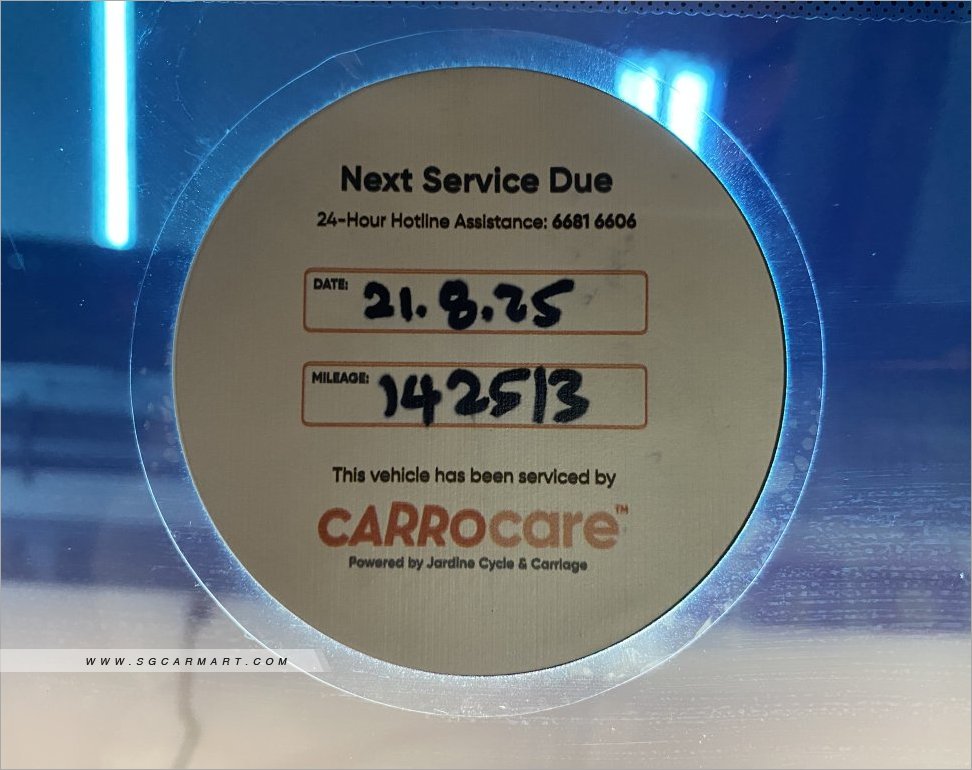 Next Service Due
24-Hour Hotline Assistance: 6681 6606
DATE: 21.8.25
MILEAGE: 142513
This vehicle has been serviced by
CARROcare™
Powered by Jardine Cycle & Carriage
WWW.SGCARMART.COM